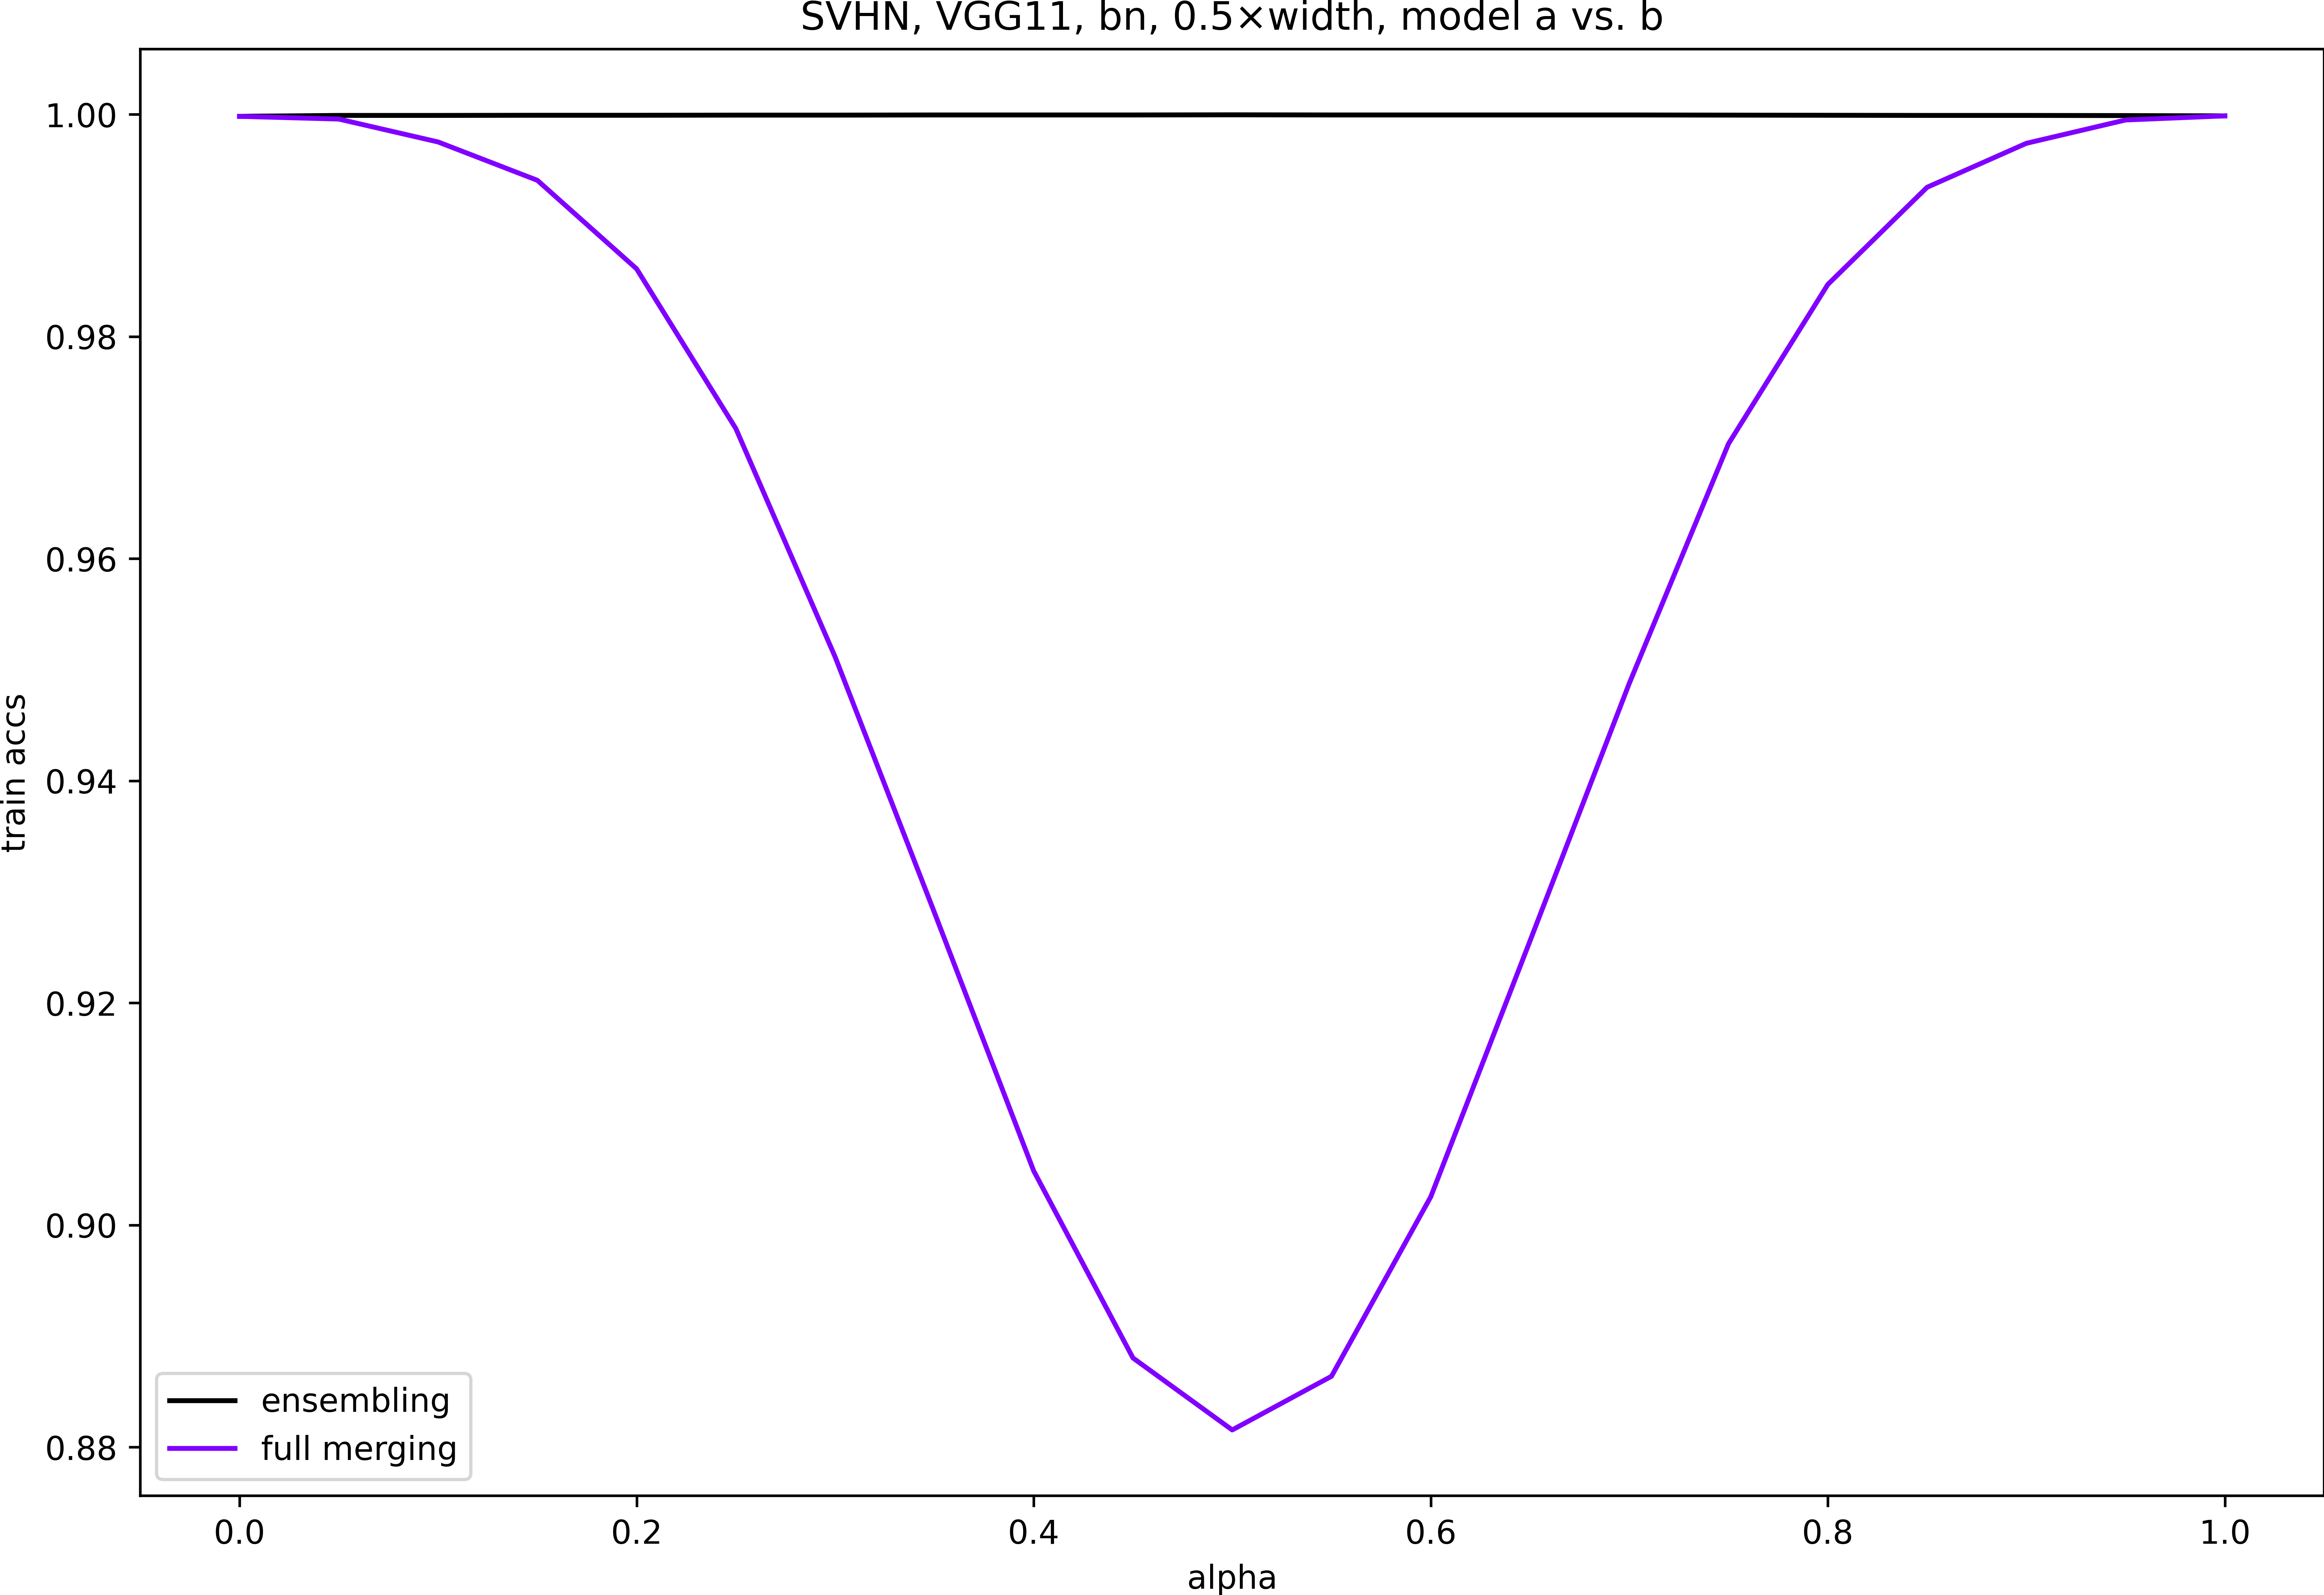 SVHN, VGG11, bn, 0.5×width, model a vs. b
1.00
0.98
0.96
0.94
0.92
0.90
0.88
train accs
ensembling
full merging
0.0 0.2 0.4 0.6 0.8 1.0
alpha